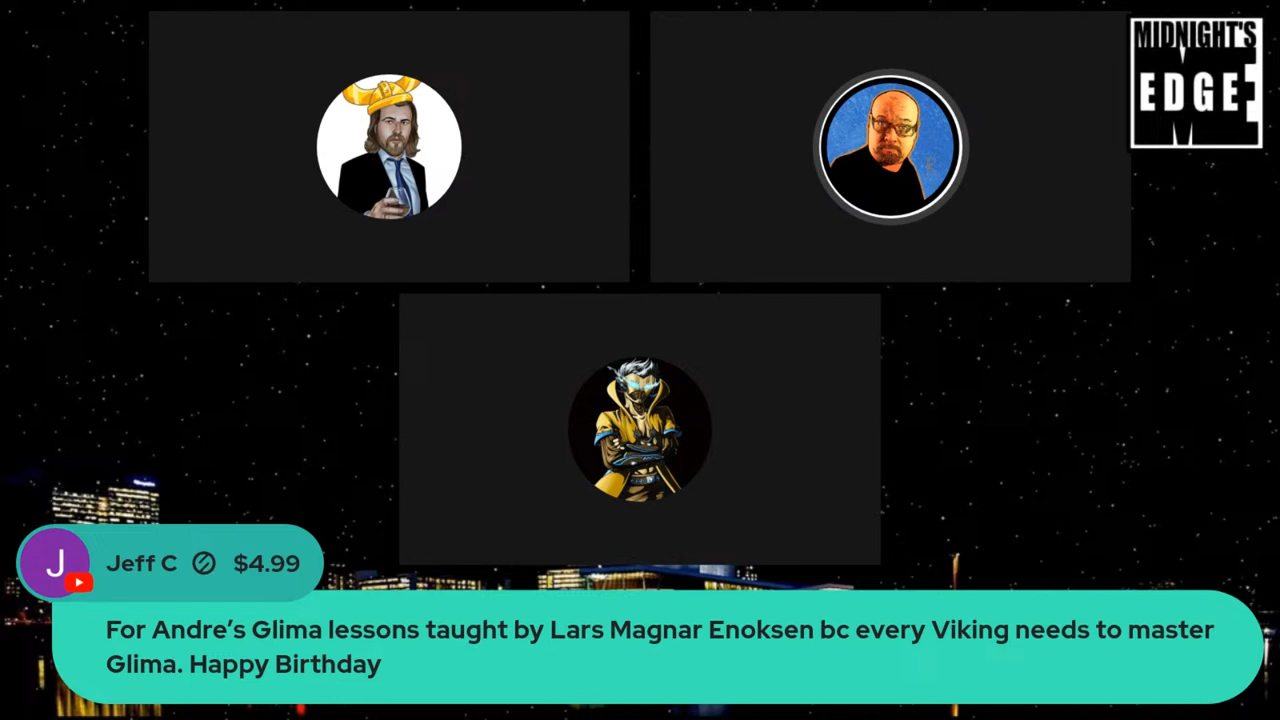 MIDNIGHT'S
EDGE
J
Jeff C $4.99
For Andre’s Glima lessons taught by Lars Magnar Enoksen bc every Viking needs to master
Glima. Happy Birthday